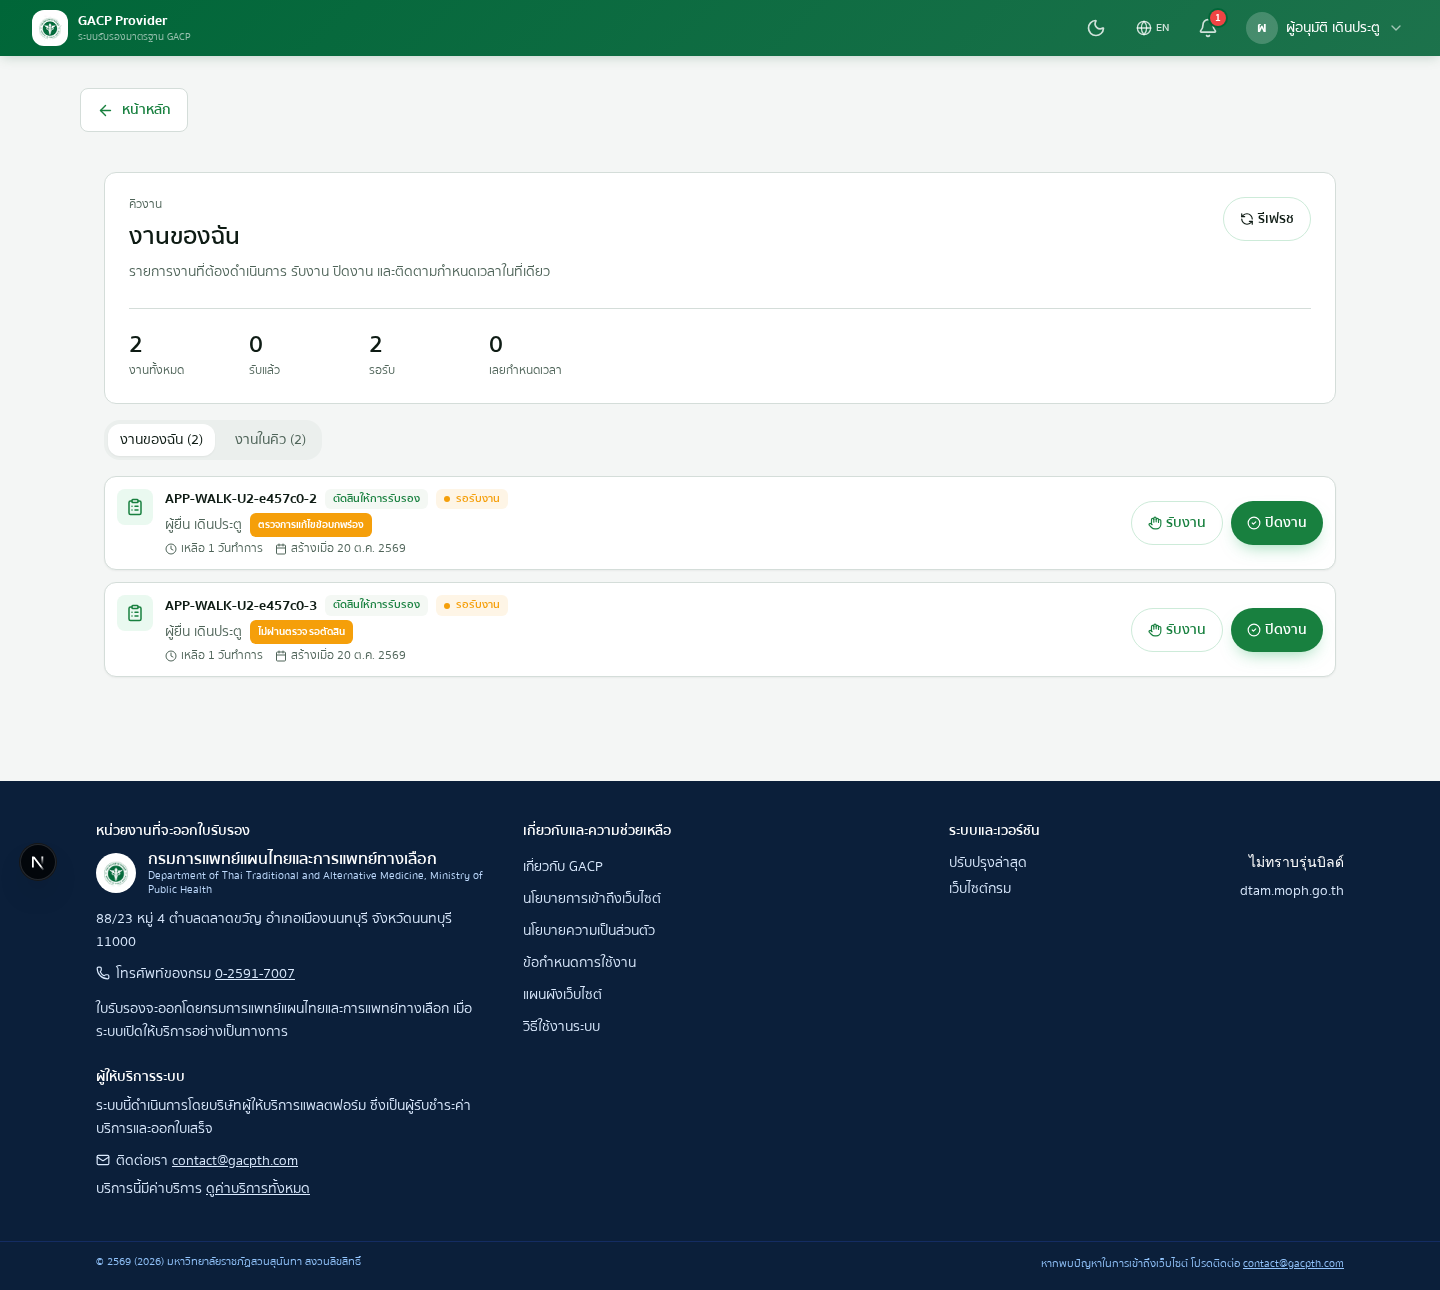 GACP Provider
ระบบรับรองมาตรฐาน GACP
EN
1
ผ
ผู้อนุมัติ เดินประตู
หน้าหลัก
คิวงาน
งานของฉัน
รายการงานที่ต้องดำเนินการ รับงาน ปิดงาน และติดตามกำหนดเวลาในที่เดียว
รีเฟรช
2
งานทั้งหมด
0
รับแล้ว
2
รอรับ
0
เลยกำหนดเวลา
งานของฉัน (2)
งานในคิว (2)
APP-WALK-U2-e457c0-2 ตัดสินให้การรับรอง รอรับงาน
ผู้ยื่น เดินประตู ตรวจการแก้ไขข้อบกพร่อง
เหลือ 1 วันทำการ สร้างเมื่อ 20 ต.ค. 2569
รับงาน
ปิดงาน
APP-WALK-U2-e457c0-3 ตัดสินให้การรับรอง รอรับงาน
ผู้ยื่น เดินประตู ไม่ผ่านตรวจ รอตัดสิน
เหลือ 1 วันทำการ สร้างเมื่อ 20 ต.ค. 2569
รับงาน
ปิดงาน
หน่วยงานที่จะออกใบรับรอง
กรมการแพทย์แผนไทยและการแพทย์ทางเลือก
Department of Thai Traditional and Alternative Medicine, Ministry of
Public Health
88/23 หมู่ 4 ตำบลตลาดขวัญ อำเภอเมืองนนทบุรี จังหวัดนนทบุรี
11000
โทรศัพท์ของกรม 0-2591-7007
ใบรับรองจะออกโดยกรมการแพทย์แผนไทยและการแพทย์ทางเลือก เมื่อ
ระบบเปิดให้บริการอย่างเป็นทางการ
ผู้ให้บริการระบบ
ระบบนี้ดำเนินการโดยบริษัทผู้ให้บริการแพลตฟอร์ม ซึ่งเป็นผู้รับชำระค่า
บริการและออกใบเสร็จ
ติดต่อเรา contact@gacpth.com
บริการนี้มีค่าบริการ ดูค่าบริการทั้งหมด
เกี่ยวกับและความช่วยเหลือ
เกี่ยวกับ GACP
นโยบายการเข้าถึงเว็บไซต์
นโยบายความเป็นส่วนตัว
ข้อกำหนดการใช้งาน
แผนผังเว็บไซต์
วิธีใช้งานระบบ
ระบบและเวอร์ชัน
ปรับปรุงล่าสุด ไม่ทราบรุ่นบิลด์
เว็บไซต์กรม dtam.moph.go.th
N
© 2569 (2026) มหาวิทยาลัยราชภัฏสวนสุนันทา สงวนลิขสิทธิ์
หากพบปัญหาในการเข้าถึงเว็บไซต์ โปรดติดต่อ contact@gacpth.com